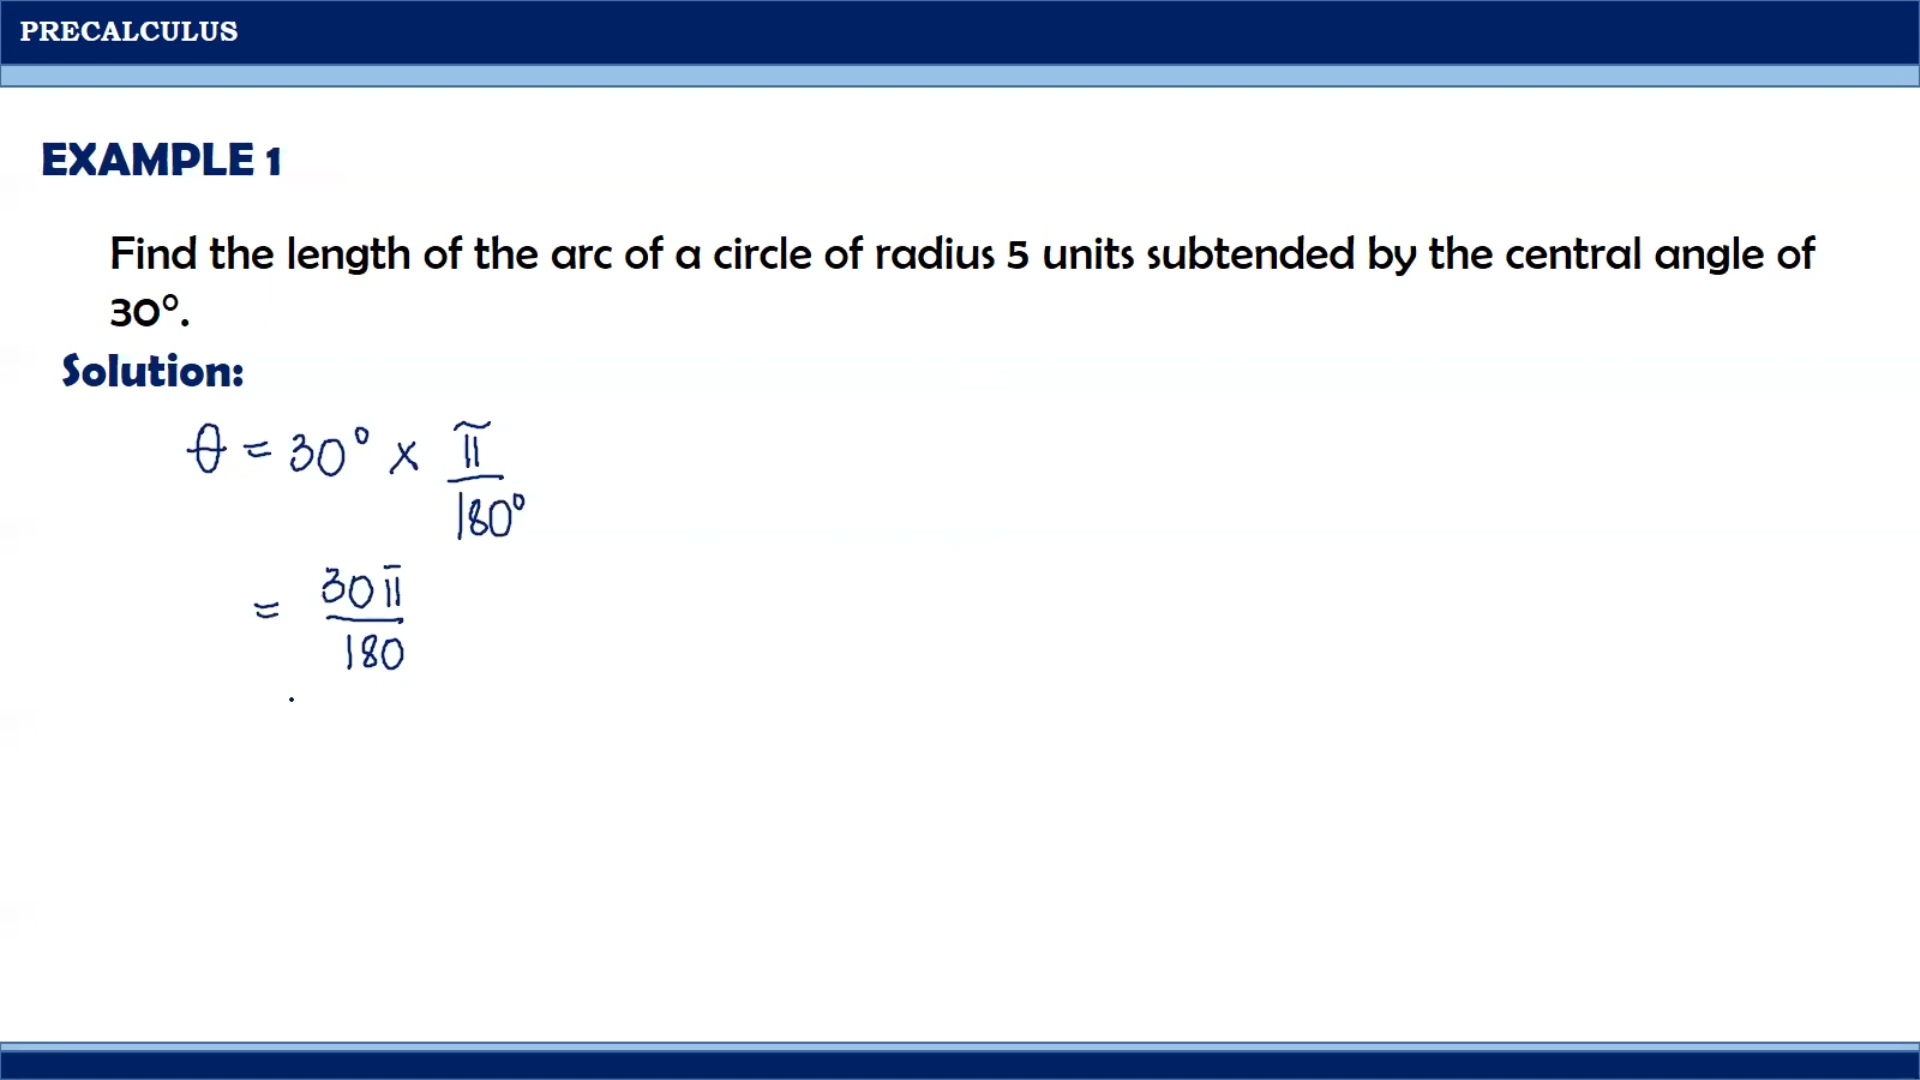 PRECALCULUS
EXAMPLE 1
Find the length of the arc of a circle of radius 5 units subtended by the central angle of
30°.
Solution:
θ = 30° × π
180°
= 30π
180